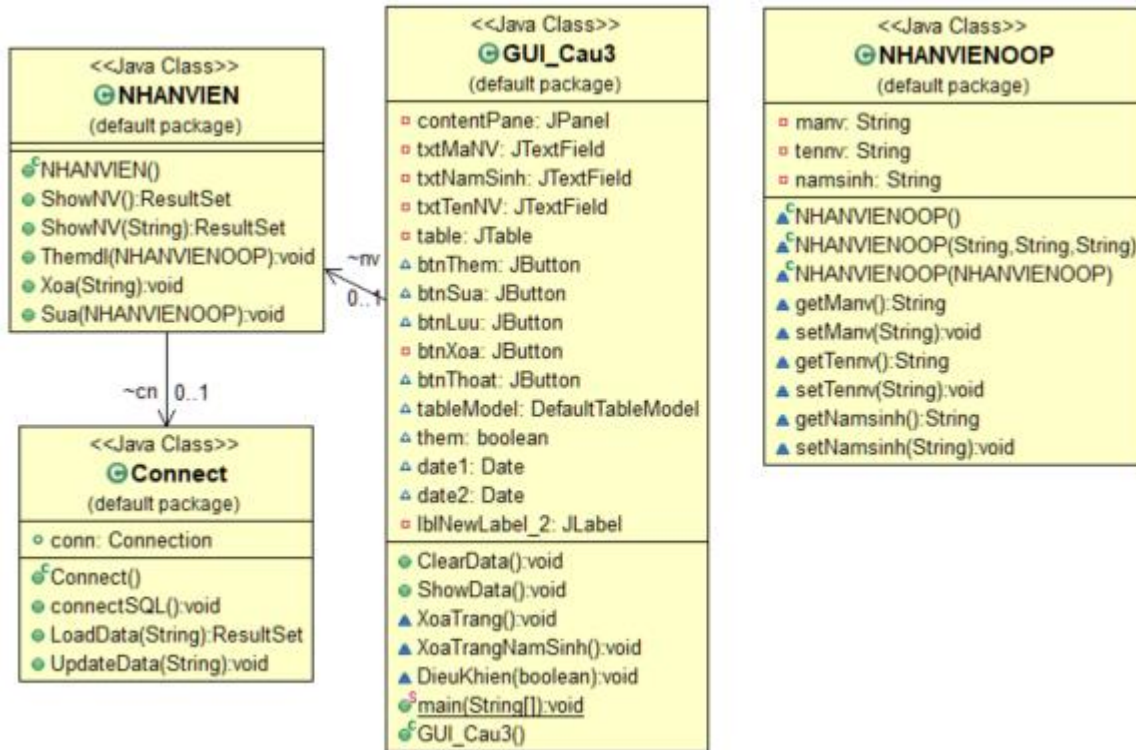 <<Java Class>>
NHANVIEN
(default package)
NHANVIEN()
ShowNV():ResultSet
ShowNV(String):ResultSet
Themdl(NHANVIENOOP):void
Xoa(String):void
Sua(NHANVIENOOP):void
~cn 0..1
<<Java Class>>
Connect
(default package)
conn: Connection
Connect()
connectSQL():void
LoadData(String):ResultSet
UpdateData(String):void
~nv
0..1
<<Java Class>>
GUI_Cau3
(default package)
contentPane: JPanel
txtMaNV: JTextField
txtNamSinh: JTextField
txtTenNV: JTextField
table: JTable
btnThem: JButton
btnSua: JButton
btnLuu: JButton
btnXoa: JButton
btnThoat: JButton
tableModel: DefaultTableModel
them: boolean
date1: Date
date2: Date
lblNewLabel_2: JLabel
ClearData():void
ShowData():void
XoaTrang():void
XoaTrangNamSinh():void
DieuKhien(boolean):void
main(String[]):void
GUI_Cau3()
<<Java Class>>
NHANVIENOOP
(default package)
manv: String
tennv: String
namsinh: String
NHANVIENOOP()
NHANVIENOOP(String,String,String)
NHANVIENOOP(NHANVIENOOP)
getManv():String
setManv(String):void
getTennv():String
setTennv(String):void
getNamsinh():String
setNamsinh(String):void